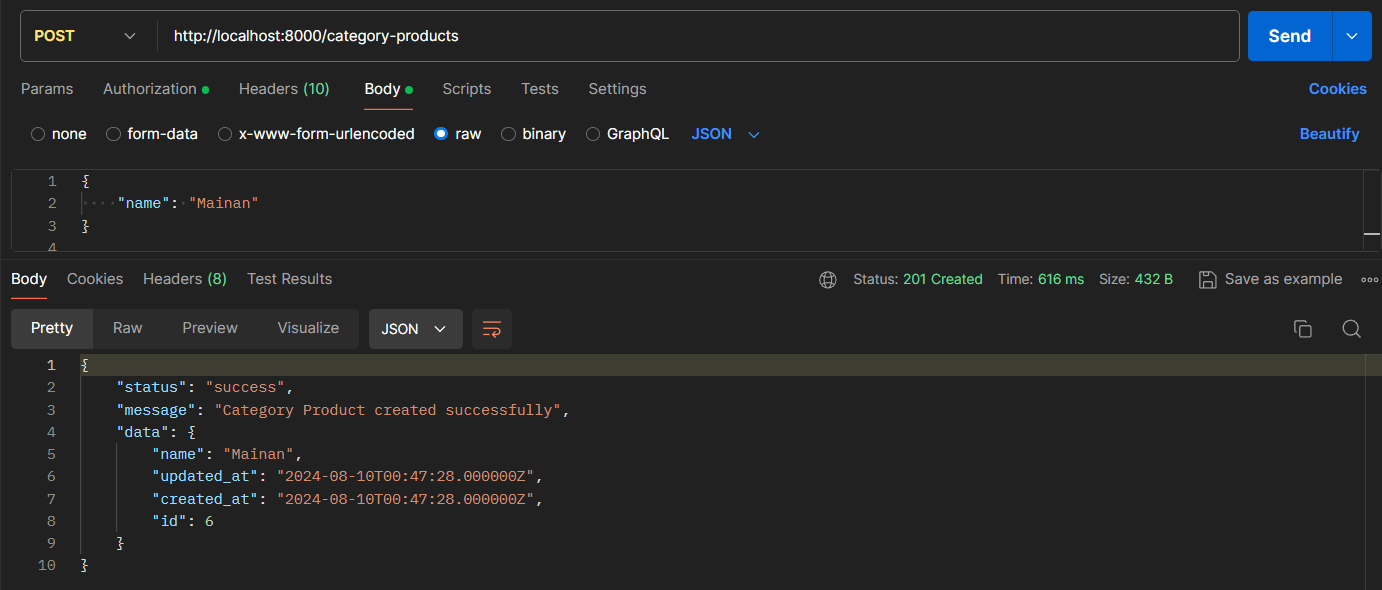 POST http://localhost:8000/category-products Send
Params Authorization Headers (10) Body Scripts Tests Settings Cookies
none form-data x-www-form-urlencoded raw binary GraphQL JSON Beautify
1 {
2 "name": "Mainan"
3 }
4
Body Cookies Headers (8) Test Results Status: 201 Created Time: 616 ms Size: 432 B Save as example
Pretty Raw Preview Visualize JSON
1 {
2 "status": "success",
3 "message": "Category Product created successfully",
4 "data": {
5 "name": "Mainan",
6 "updated_at": "2024-08-10T00:47:28.000000Z",
7 "created_at": "2024-08-10T00:47:28.000000Z",
8 "id": 6
9 }
10 }